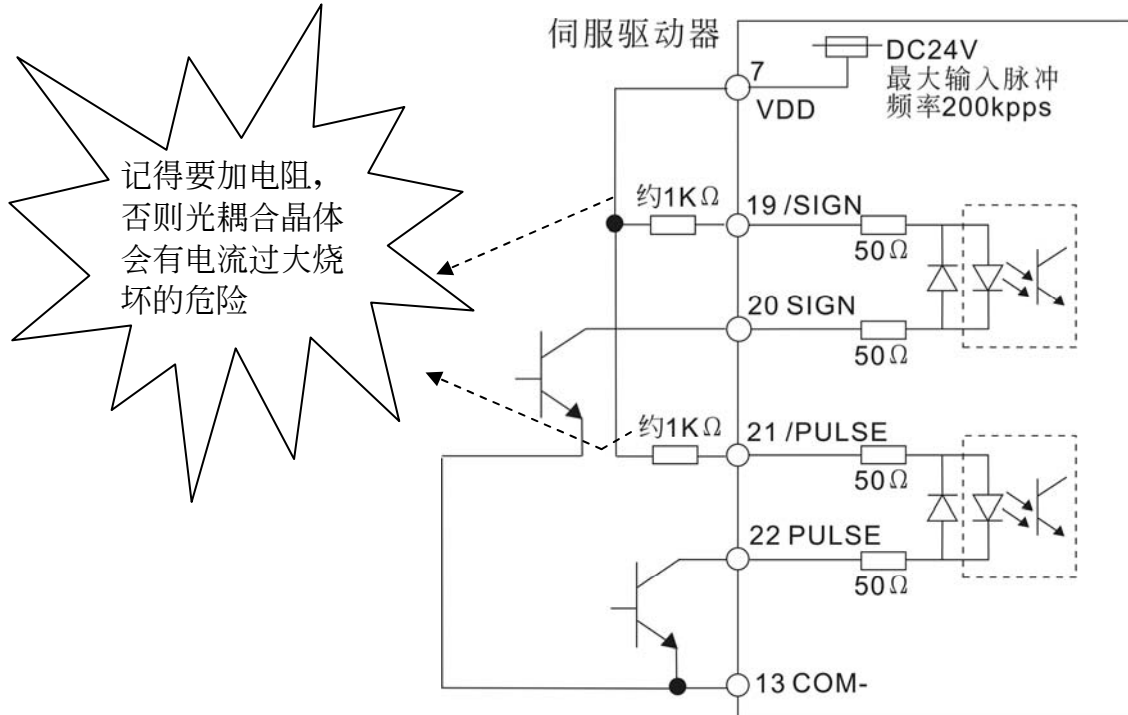 伺服驱动器
7
VDD
DC24V
最大输入脉冲
频率200kpps
记得要加电阻，
否则光耦合晶体
会有电流过大烧
坏的危险
约1KΩ
19 /SIGN
50Ω
20 SIGN
50Ω
约1KΩ
21 /PULSE
50Ω
22 PULSE
50Ω
13 COM-